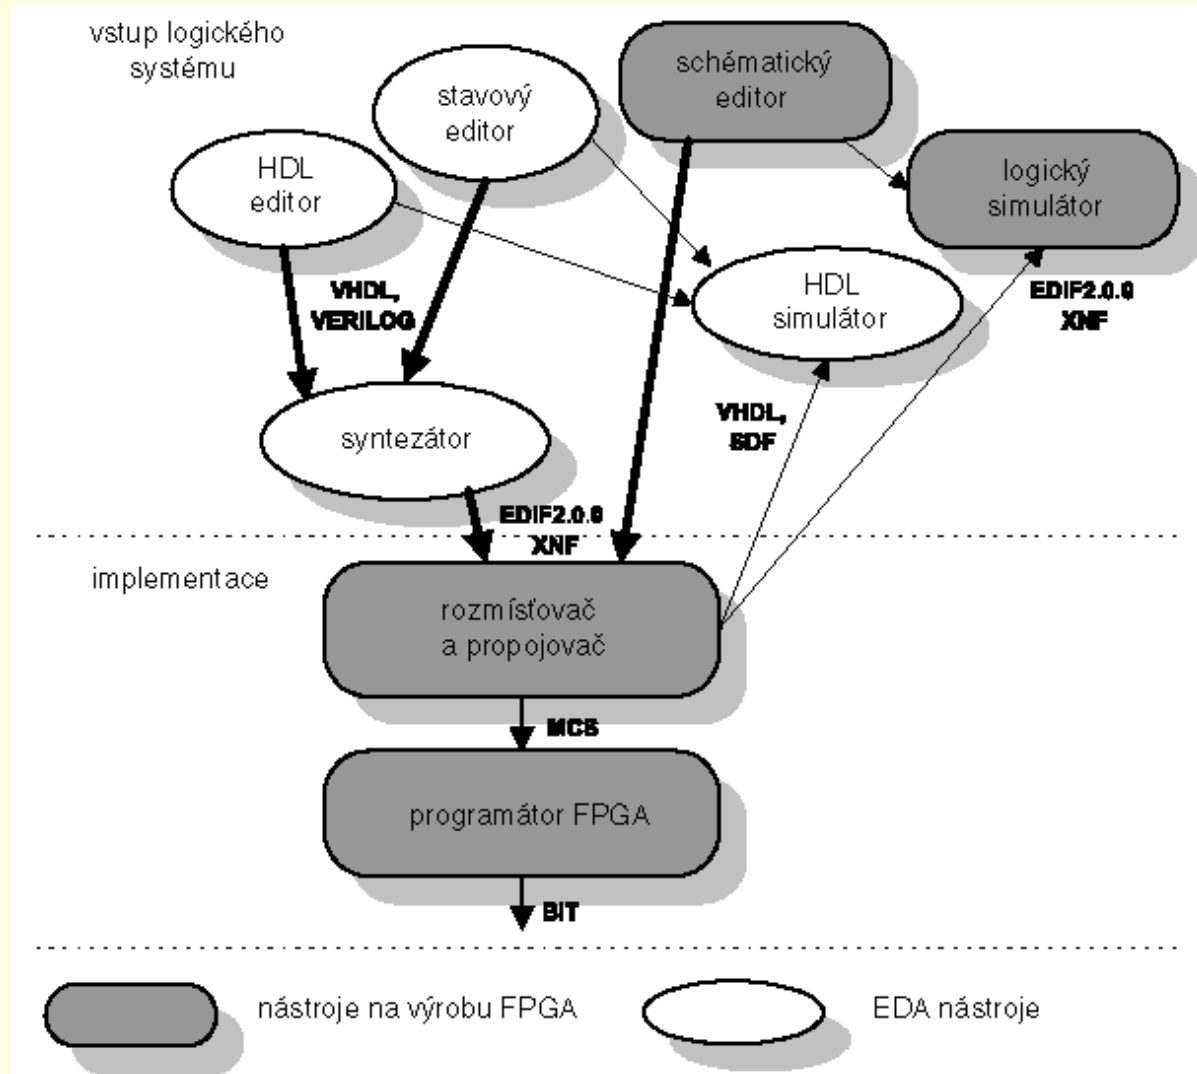 vstup logického
systému
stavový
editor
schématický
editor
HDL
editor
logický
simulátor
VHDL,
VERILOG
HDL
simulátor
EDIF2.0.0
XNF
syntezátor
VHDL,
SDF
EDIF2.0.0
XNF
implementace
rozmísťovač
a propojovač
MCS
programátor FPGA
BIT
nástroje na výrobu FPGA
EDA nástroje